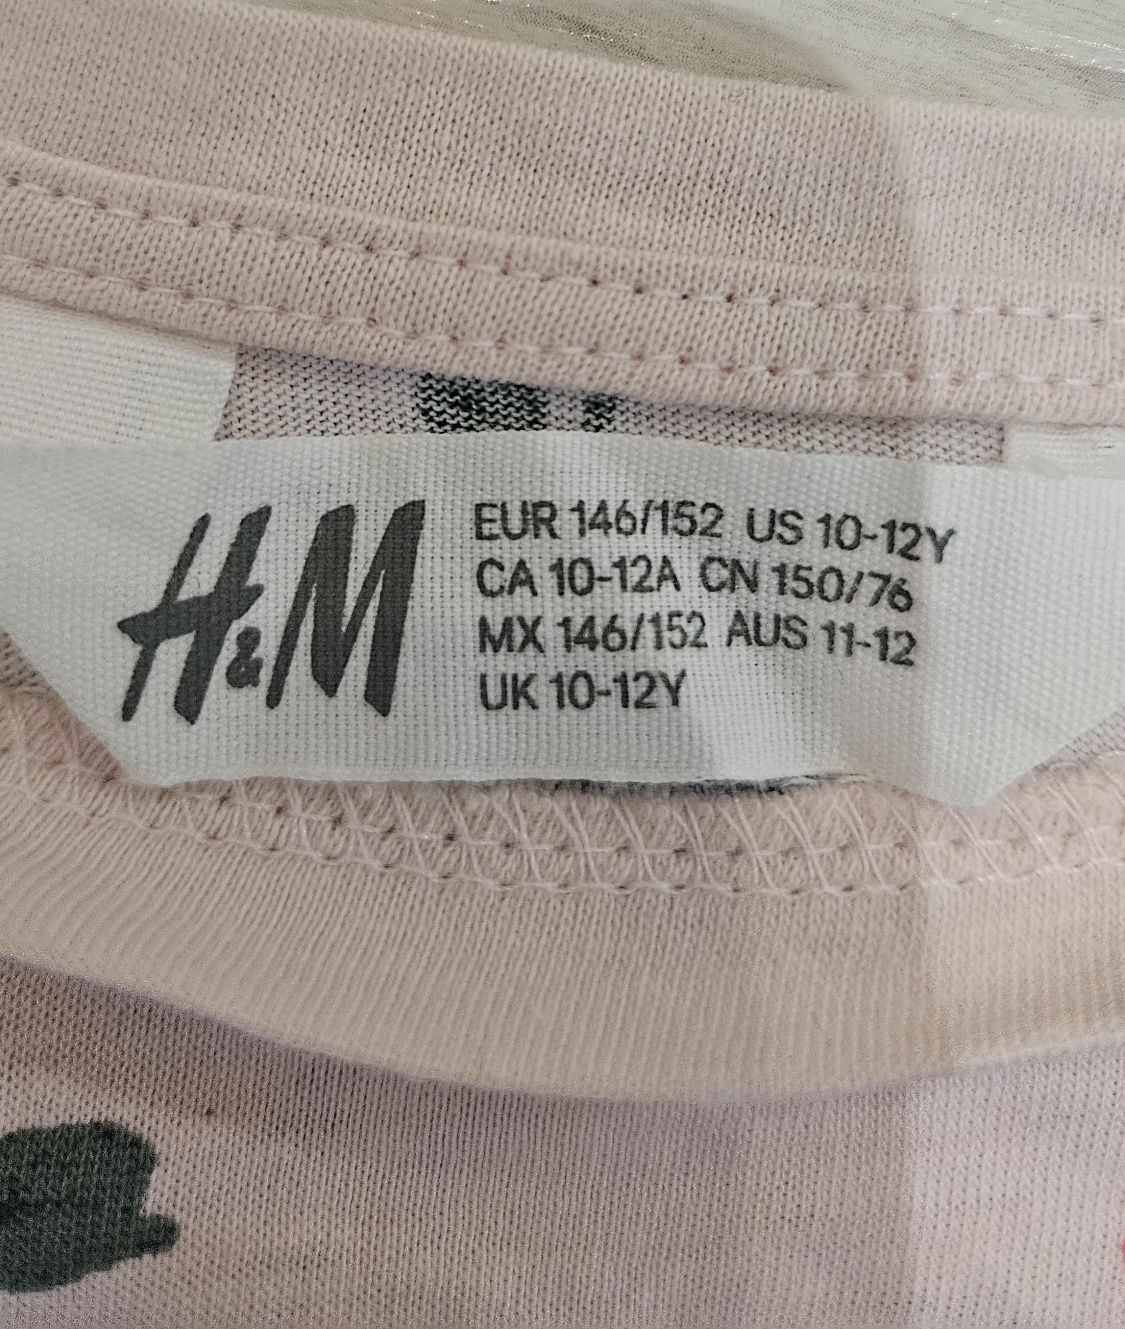 H&M
EUR 146/152 US 10-12Y
CA 10-12A CN 150/76
MX 146/152 AUS 11-12
UK 10-12Y